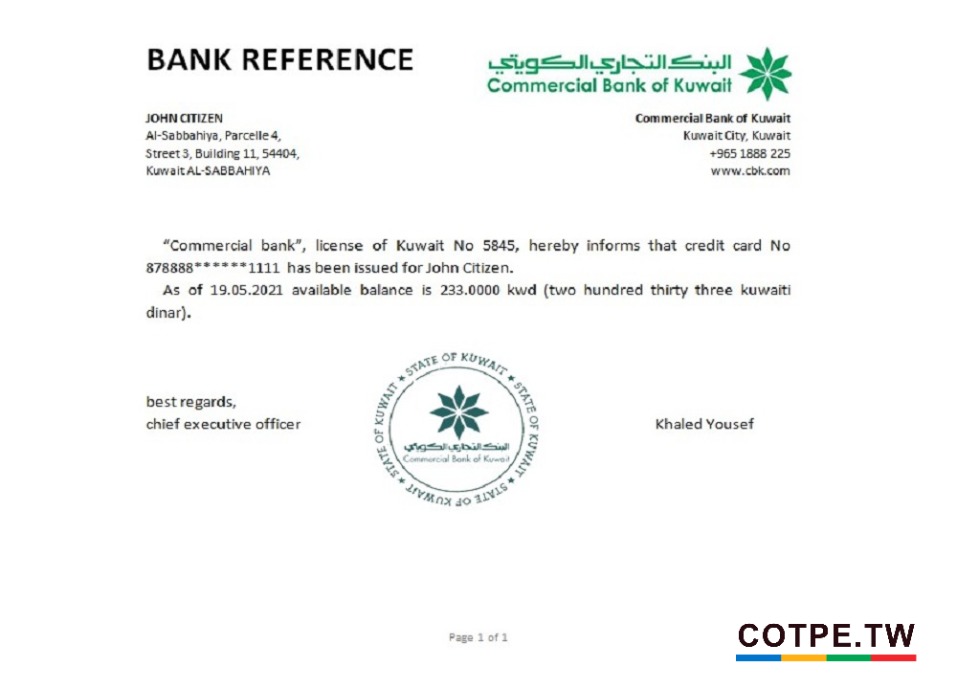 BANK REFERENCE
البنك التجاري الكويتي
Commercial Bank of Kuwait
JOHN CITIZEN
Al-Sabbahiya, Parcelle 4,
Street 3, Building 11, 54404,
Kuwait AL-SABBAHIYA
Commercial Bank of Kuwait
Kuwait City, Kuwait
+965 1888 225
www.cbk.com
“Commercial bank”, license of Kuwait No 5845, hereby informs that credit card No
878888******1111 has been issued for John Citizen.
As of 19.05.2021 available balance is 233.0000 kwd (two hundred thirty three kuwaiti
dinar).
best regards,
chief executive officer
★ STATE OF KUWAIT ★ STATE OF KUWAIT ★ STATE OF KUWAIT ★ STATE OF KUWAIT
البنك التجاري الكويتي
Commercial Bank of Kuwait
Khaled Yousef
Page 1 of 1
COTPE.TW